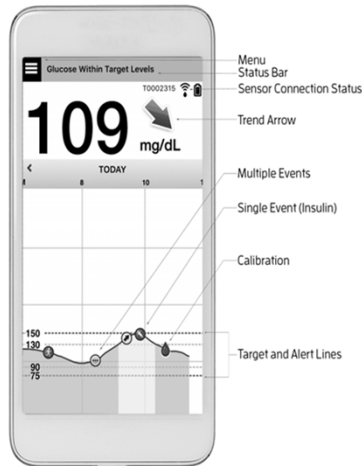 Menu
Glucose Within Target Levels
Status Bar
T0002315
Sensor Connection Status
109
mg/dL
Trend Arrow
< TODAY
8 10 1
Multiple Events
Single Event (Insulin)
Calibration
150
130
90
75
Target and Alert Lines